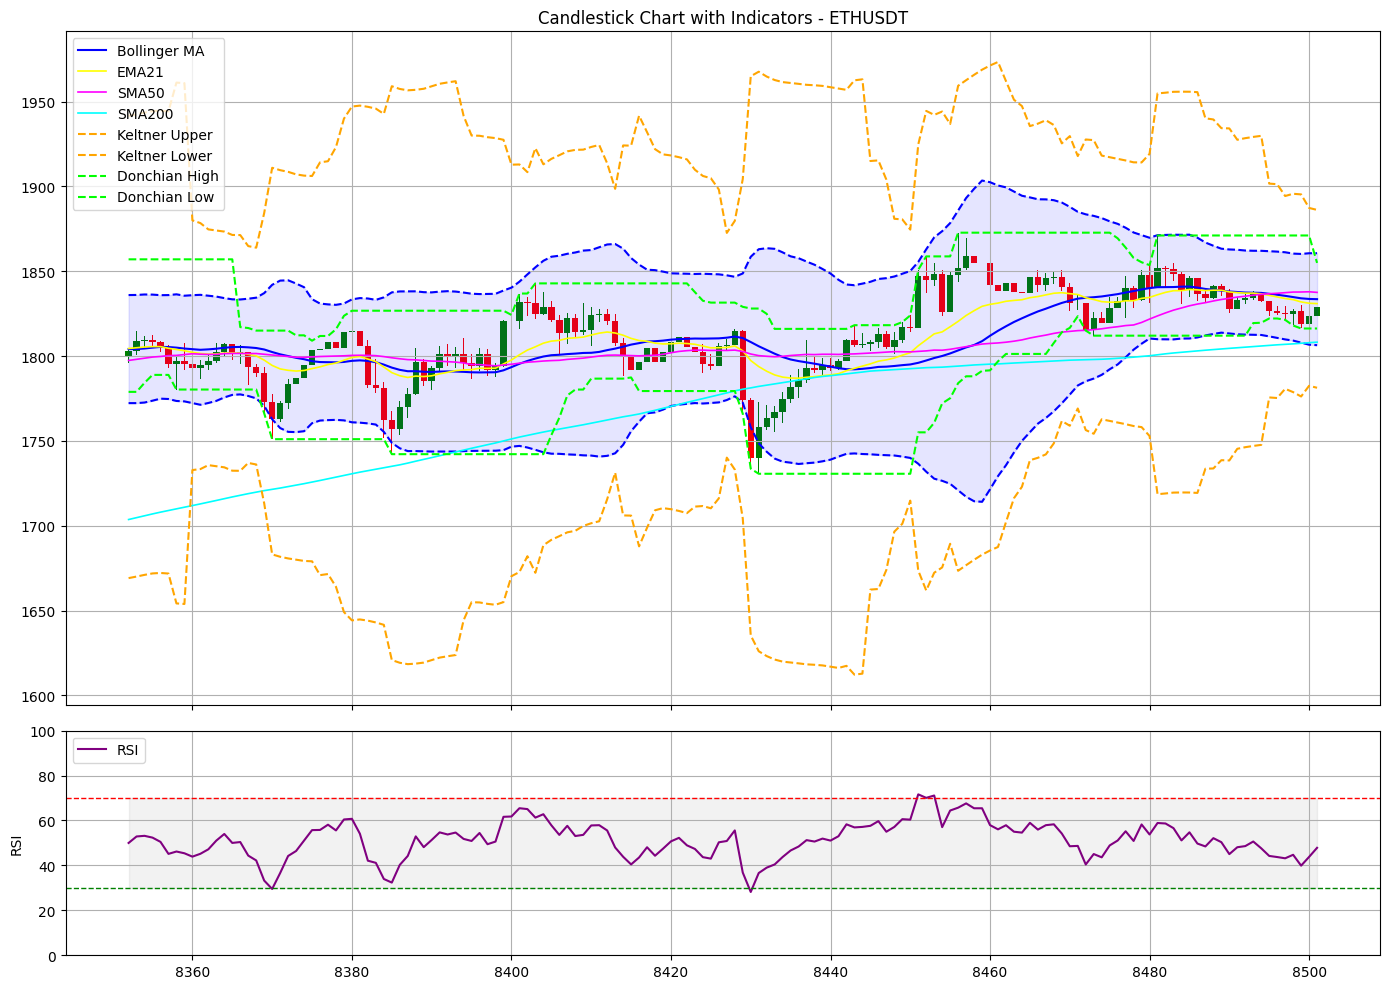 Candlestick Chart with Indicators - ETHUSDT
Bollinger MA
EMA21
SMA50
SMA200
Keltner Upper
Keltner Lower
Donchian High
Donchian Low
1950
1900
1850
1800
1750
1700
1650
1600
RSI
100
80
60
40
20
0
RSI
8360 8380 8400 8420 8440 8460 8480 8500